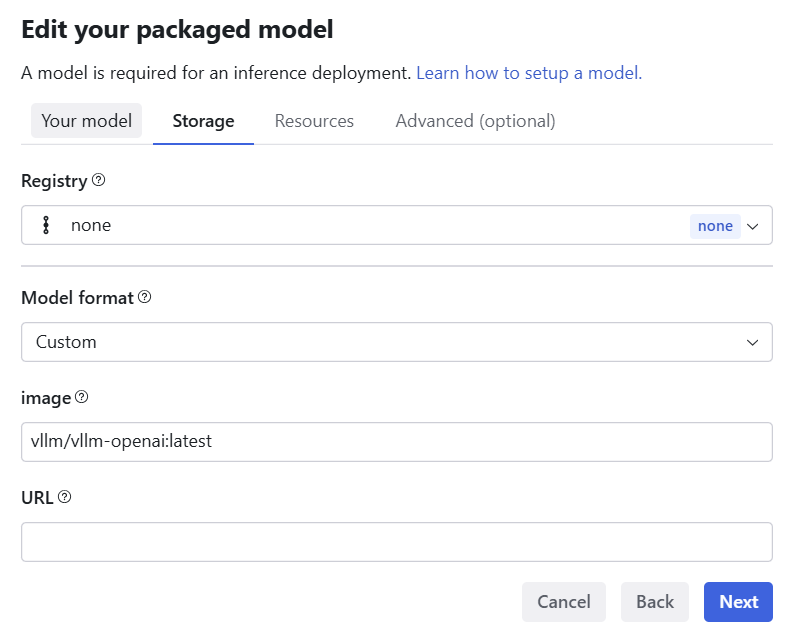 Edit your packaged model
A model is required for an inference deployment. Learn how to setup a model.
Your model Storage Resources Advanced (optional)
Registry
none none
Model format
Custom
image
vllm/vllm-openai:latest
URL
Cancel Back Next